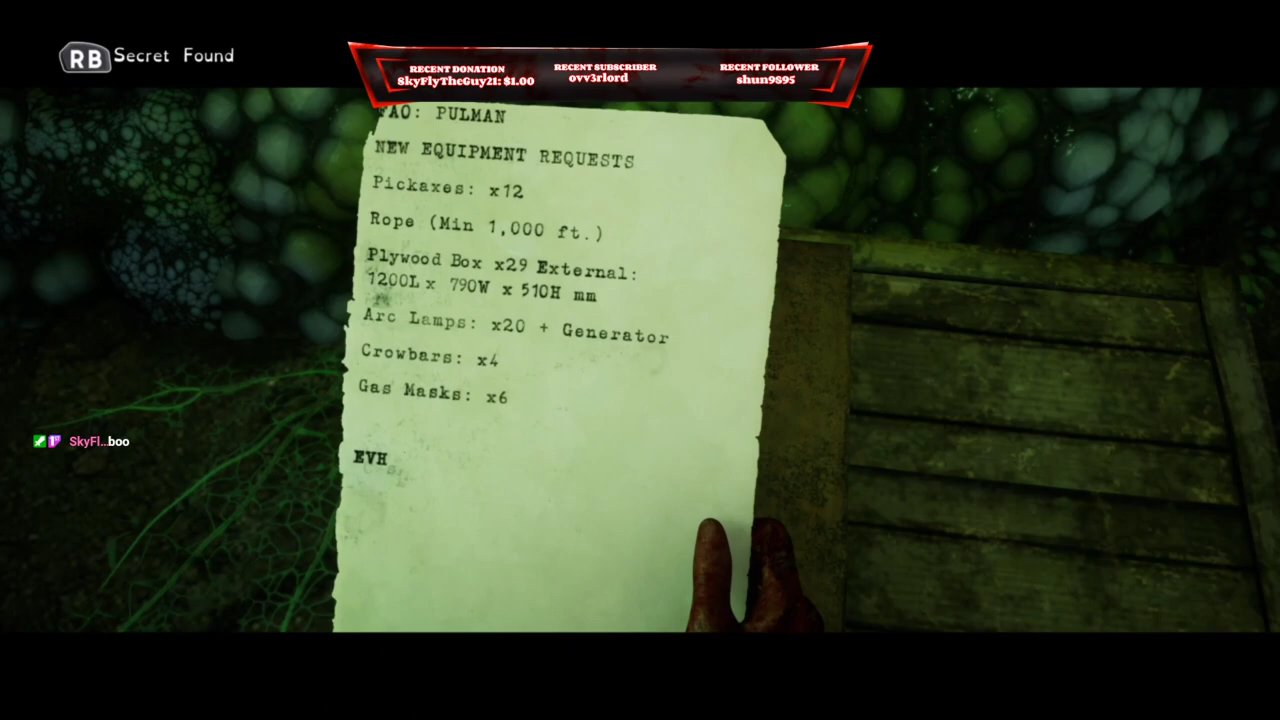 RB Secret Found
RECENT DONATION
SkyFlyTheGuy21: $1.00
RECENT SUBSCRIBER
ovv3rlord
RECENT FOLLOWER
shun9895
FAO: PULMAN
NEW EQUIPMENT REQUESTS
Pickaxes: x12
Rope (Min 1,000 ft.)
Plywood Box x29 External:
1200L x 790W x 510H mm
Arc Lamps: x20 + Generator
Crowbars: x4
Gas Masks: x6
EVH
SkyFl...boo